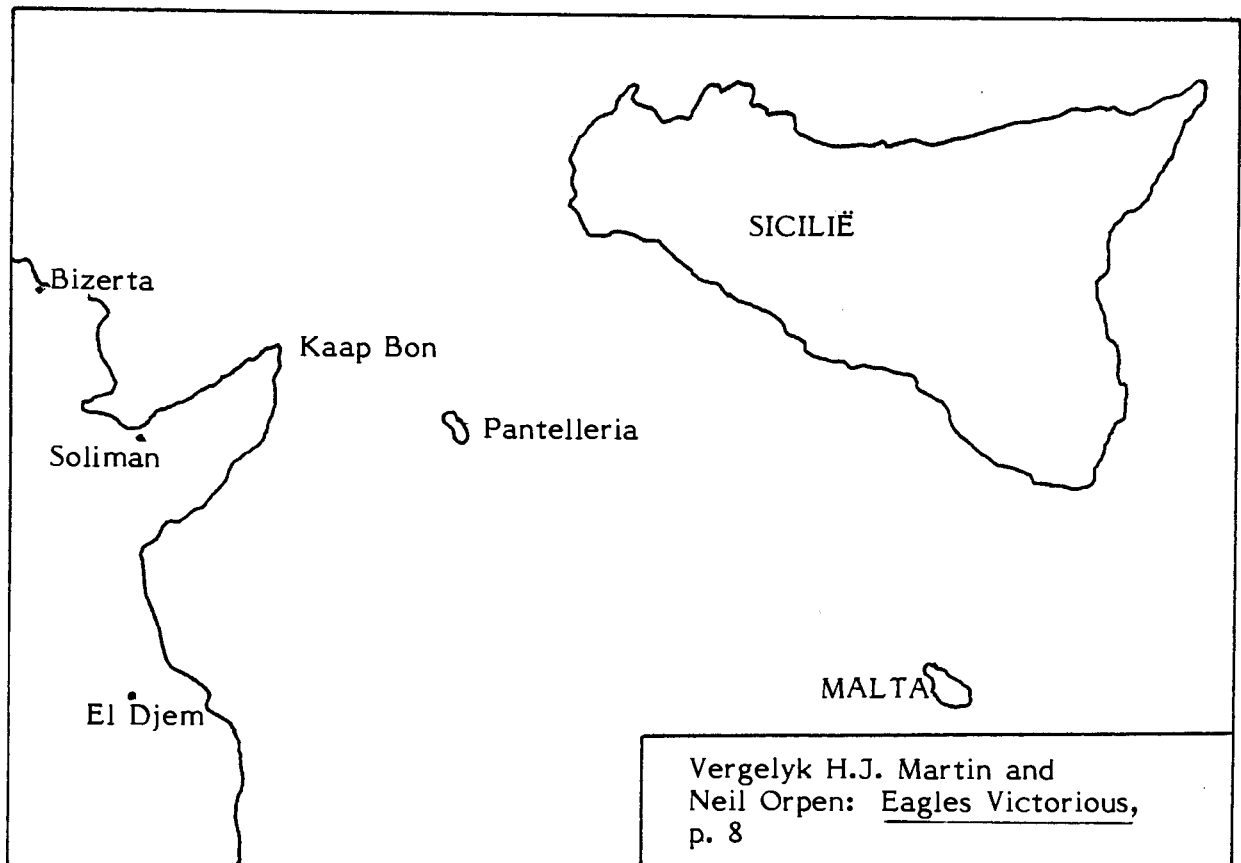 SICILIË
Bizerta
Kaap Bon
Pantelleria
Soliman
MALTA
El Djem
Vergelyk H.J. Martin and
Neil Orpen: Eagles Victorious,
p. 8